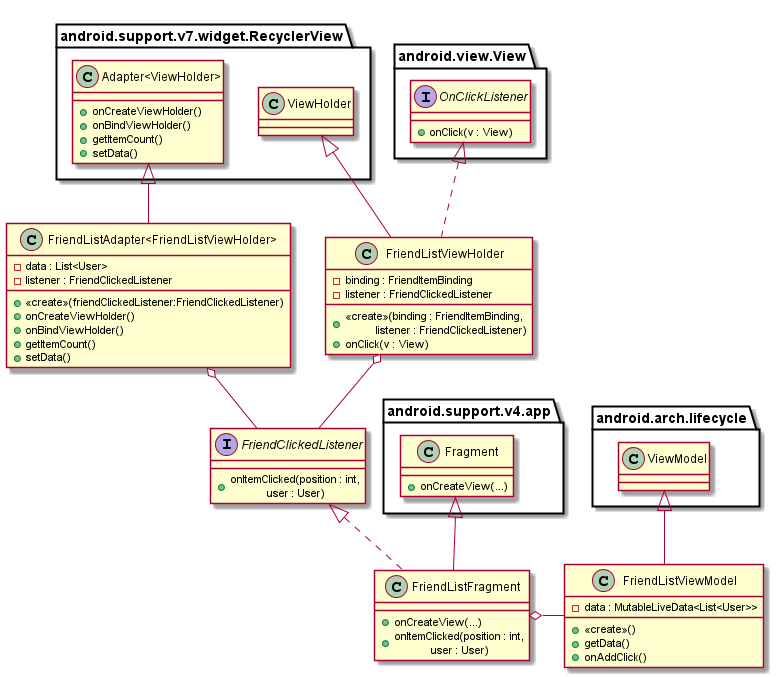 android.support.v7.widget.RecyclerView
C Adapter<ViewHolder>
onCreateViewHolder()
onBindViewHolder()
getItemCount()
setData()
C ViewHolder
android.view.View
I OnClickListener
onClick(v : View)
C FriendListAdapter<FriendListViewHolder>
data : List<User>
listener : FriendClickedListener
«create»(friendClickedListener:FriendClickedListener)
onCreateViewHolder()
onBindViewHolder()
getItemCount()
setData()
C FriendListViewHolder
binding : FriendItemBinding
listener : FriendClickedListener
«create»(binding : FriendItemBinding,
listener : FriendClickedListener)
onClick(v : View)
I FriendClickedListener
onItemClicked(position : int,
user : User)
android.support.v4.app
C Fragment
onCreateView(...)
android.arch.lifecycle
C ViewModel
C FriendListFragment
onCreateView(...)
onItemClicked(position : int,
user : User)
C FriendListViewModel
data : MutableLiveData<List<User>>
«create»()
getData()
onAddClick()